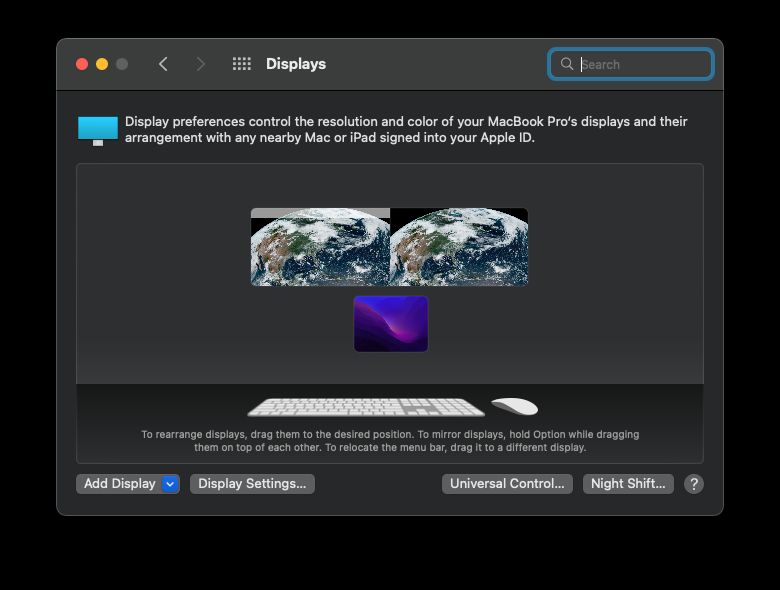 Displays
Search
Display preferences control the resolution and color of your MacBook Pro's displays and their
arrangement with any nearby Mac or iPad signed into your Apple ID.
To rearrange displays, drag them to the desired position. To mirror displays, hold Option while dragging
them on top of each other. To relocate the menu bar, drag it to a different display.
Add Display
Display Settings...
Universal Control...
Night Shift...
?